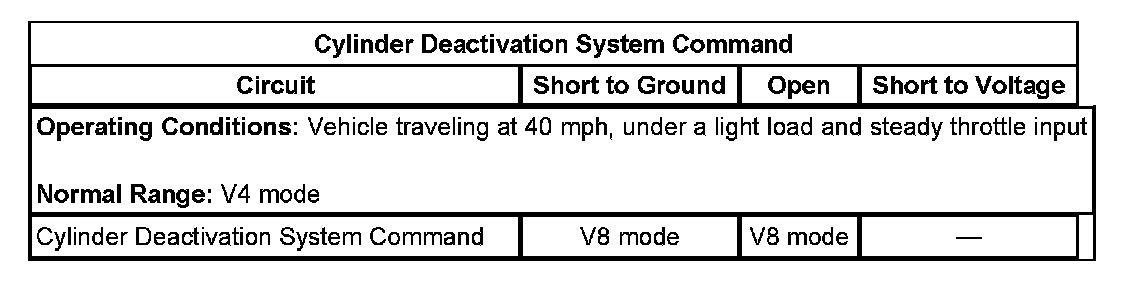 Cylinder Deactivation System Command
Circuit Short to Ground Open Short to Voltage
Operating Conditions: Vehicle traveling at 40 mph, under a light load and steady throttle input
Normal Range: V4 mode
Cylinder Deactivation System Command V8 mode V8 mode —